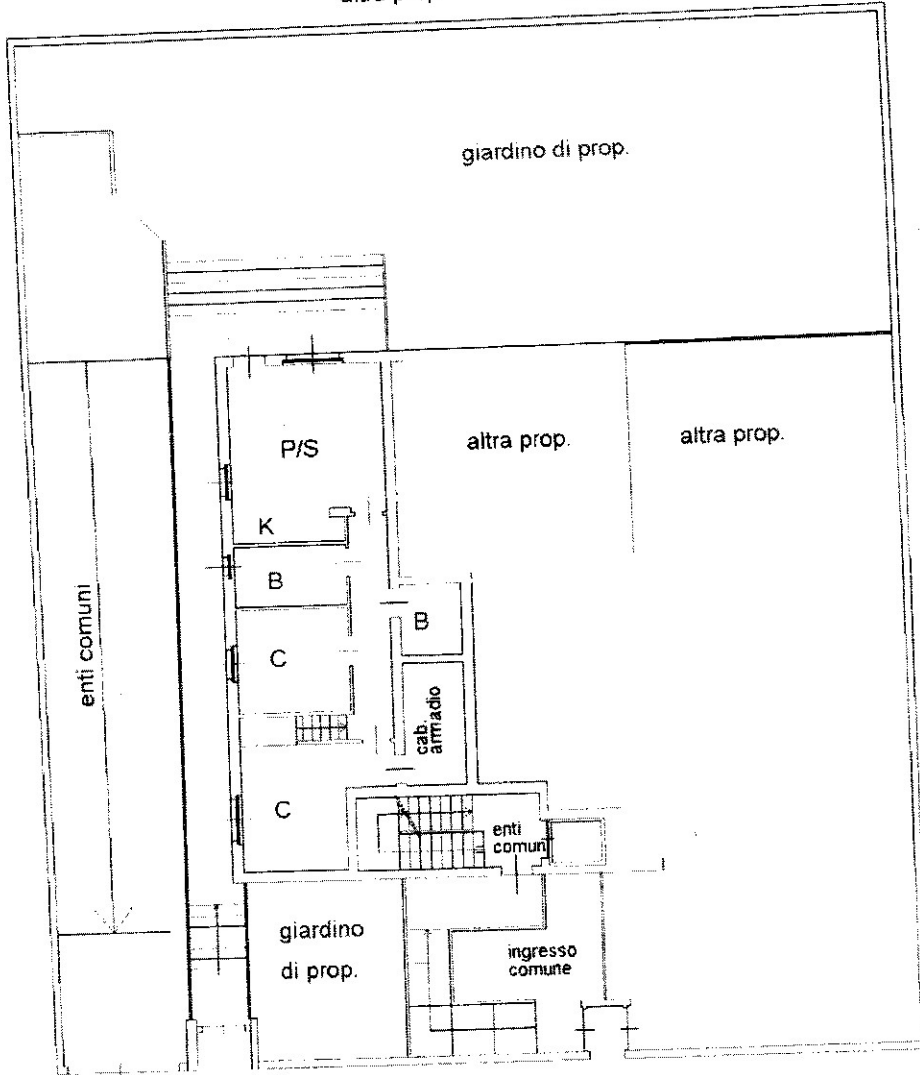 giardino di prop.
P/S
altra prop.
altra prop.
K
B
B
C
enti comuni
cab.
armadio
C
enti
comuni
giardino
di prop.
ingresso
comune